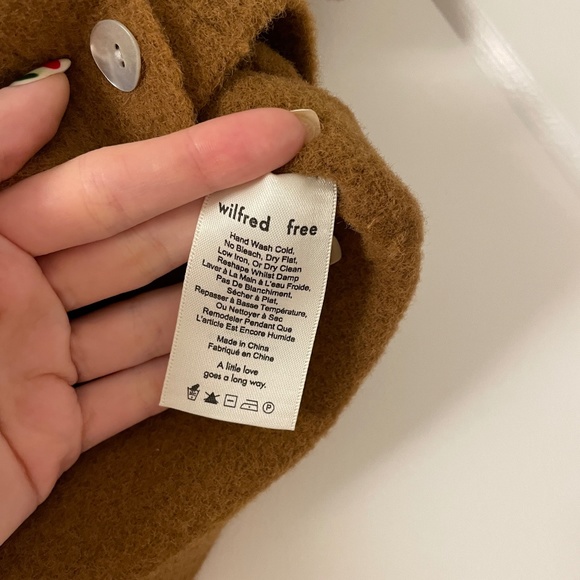 wilfred free
Hand Wash Cold,
No Bleach, Dry Flat,
Low Iron, Or Dry Clean
Reshape Whilst Damp
Laver à La Main à L'eau Froide,
Pas De Blanchiment,
Sécher à Plat,
Repasser à Basse Température,
Ou Nettoyer à Sac
Remodeler Pendant Que
L'article Est Encore Humida
Made in China
Fabriqué en Chine
A little love
goes a long way.
P